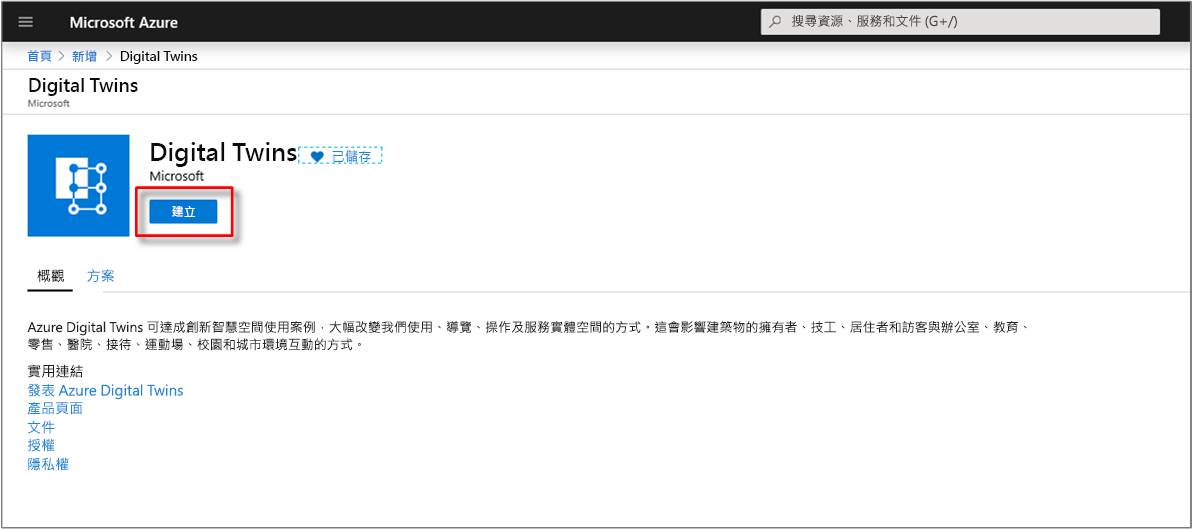 Microsoft Azure
搜尋資源、服務和文件 (G+/)
首頁 > 新增 > Digital Twins
Digital Twins
Microsoft
Digital Twins 已儲存
Microsoft
建立
概觀 方案
Azure Digital Twins 可達成創新智慧空間使用案例，大幅改變我們使用、導覽、操作及服務實體空間的方式。這會影響建築物的擁有者、技工、居住者和訪客與辦公室、教育、
零售、醫院、接待、運動場、校園和城市環境互動的方式。
實用連結
發表 Azure Digital Twins
產品頁面
文件
授權
隱私權